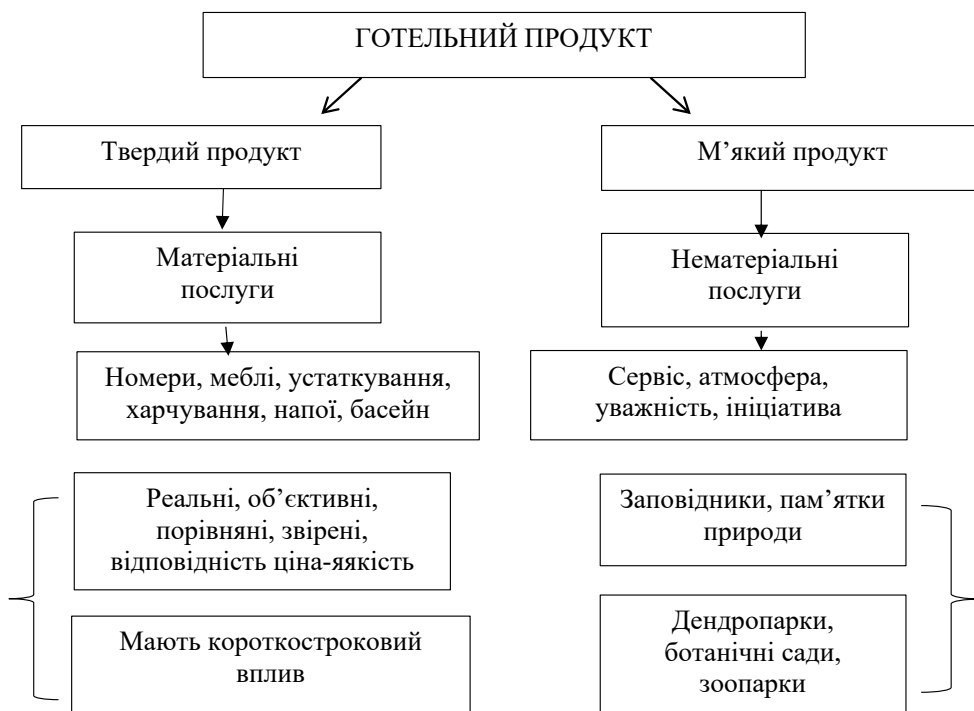 ГОТЕЛЬНИЙ ПРОДУКТ
Твердий продукт
М’який продукт
Матеріальні
послуги
Нематеріальні
послуги
Номери, меблі, устаткування,
харчування, напої, басейн
Сервіс, атмосфера,
уважність, ініціатива
Реальні, об’єктивні,
порівняні, звірені,
відповідність ціна-яякість
Заповідники, пам’ятки
природи
Мають короткостроковий
вплив
Дендропарки,
ботанічні сади,
зоопарки